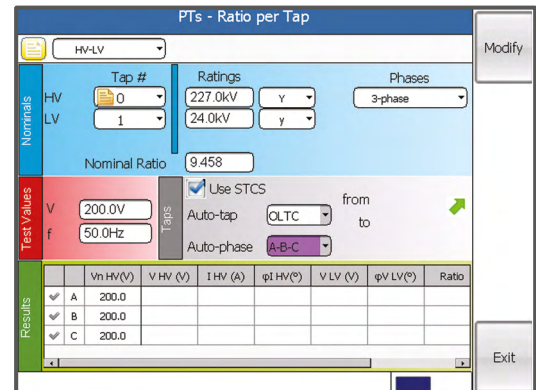 PTs - Ratio per Tap
Modify
HV-LV
Nominals
Tap #
Ratings
Phases
HV 0 227.0kV Y 3-phase
LV 1 24.0kV y
Nominal Ratio 9.458
Test Values
V 200.0V
f 50.0Hz
Taps
Use STCS
Auto-tap OLTC
from
to
Auto-phase A-B-C
Results
Vn HV(V) V HV (V) I HV (A) φI HV(°) V LV (V) φV LV(°) Ratio
A 200.0
B 200.0
C 200.0
Exit